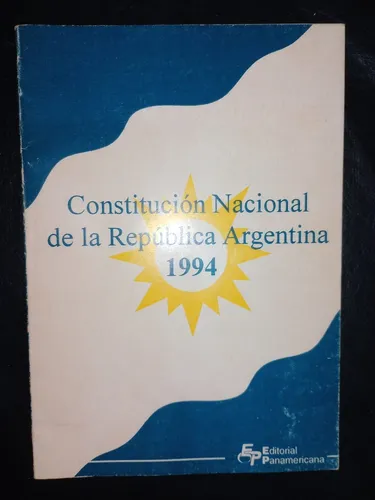 Constitución Nacional
de la República Argentina
1994
EP Editorial
Panamericana